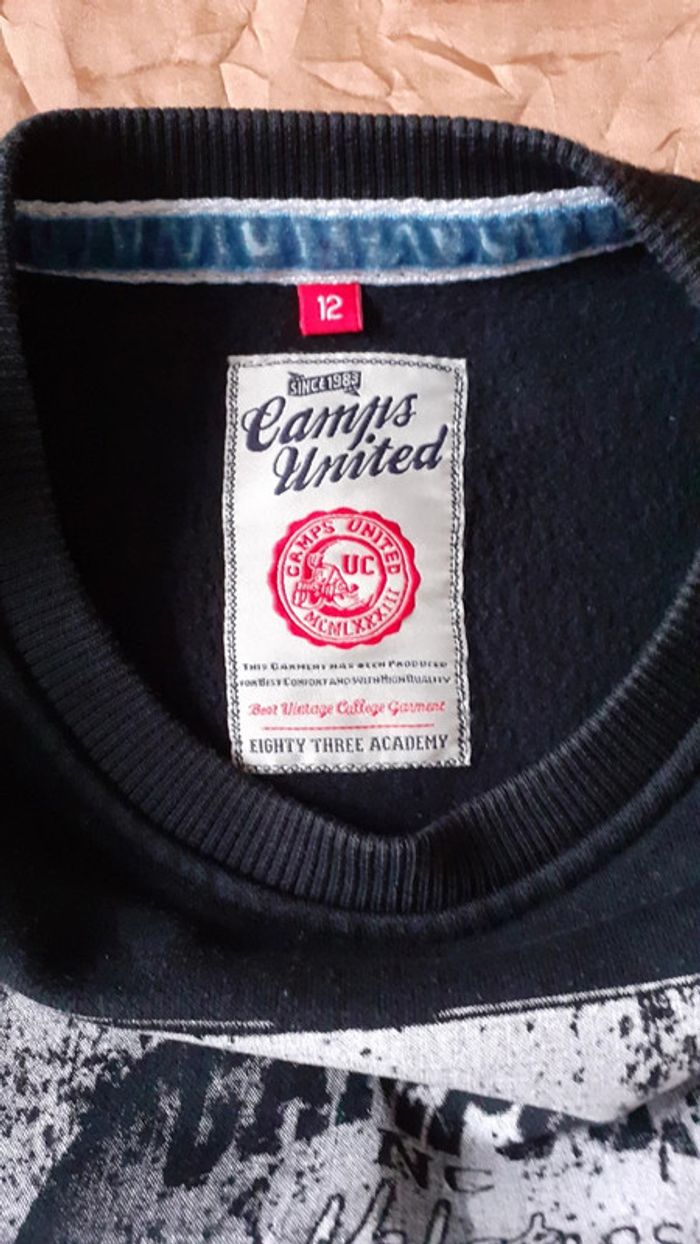 12
SINCE 1983
Camps
United
CAMPS UNITED
UC
MCMLXXXIII
THIS GARMENT HAS BEEN PRODUCED
FOR BEST COMFORT AND WITH HIGH QUALITY
Best Vintage College Garment
EIGHTY THREE ACADEMY